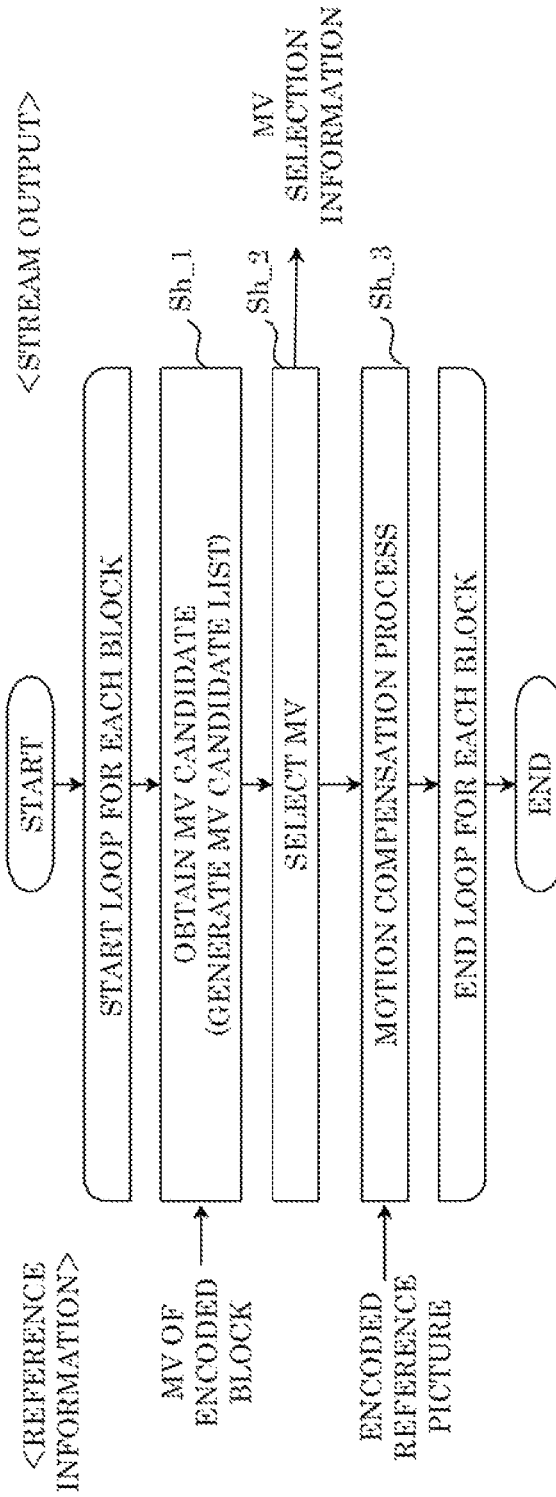 <REFERENCE
INFORMATION>
<STREAM OUTPUT>
START
START LOOP FOR EACH BLOCK
MV OF
ENCODED
BLOCK
OBTAIN MV CANDIDATE
(GENERATE MV CANDIDATE LIST)
Sh_1
SELECT MV
Sh_2
MV
SELECTION
INFORMATION
ENCODED
REFERENCE
PICTURE
MOTION COMPENSATION PROCESS
Sh_3
END LOOP FOR EACH BLOCK
END